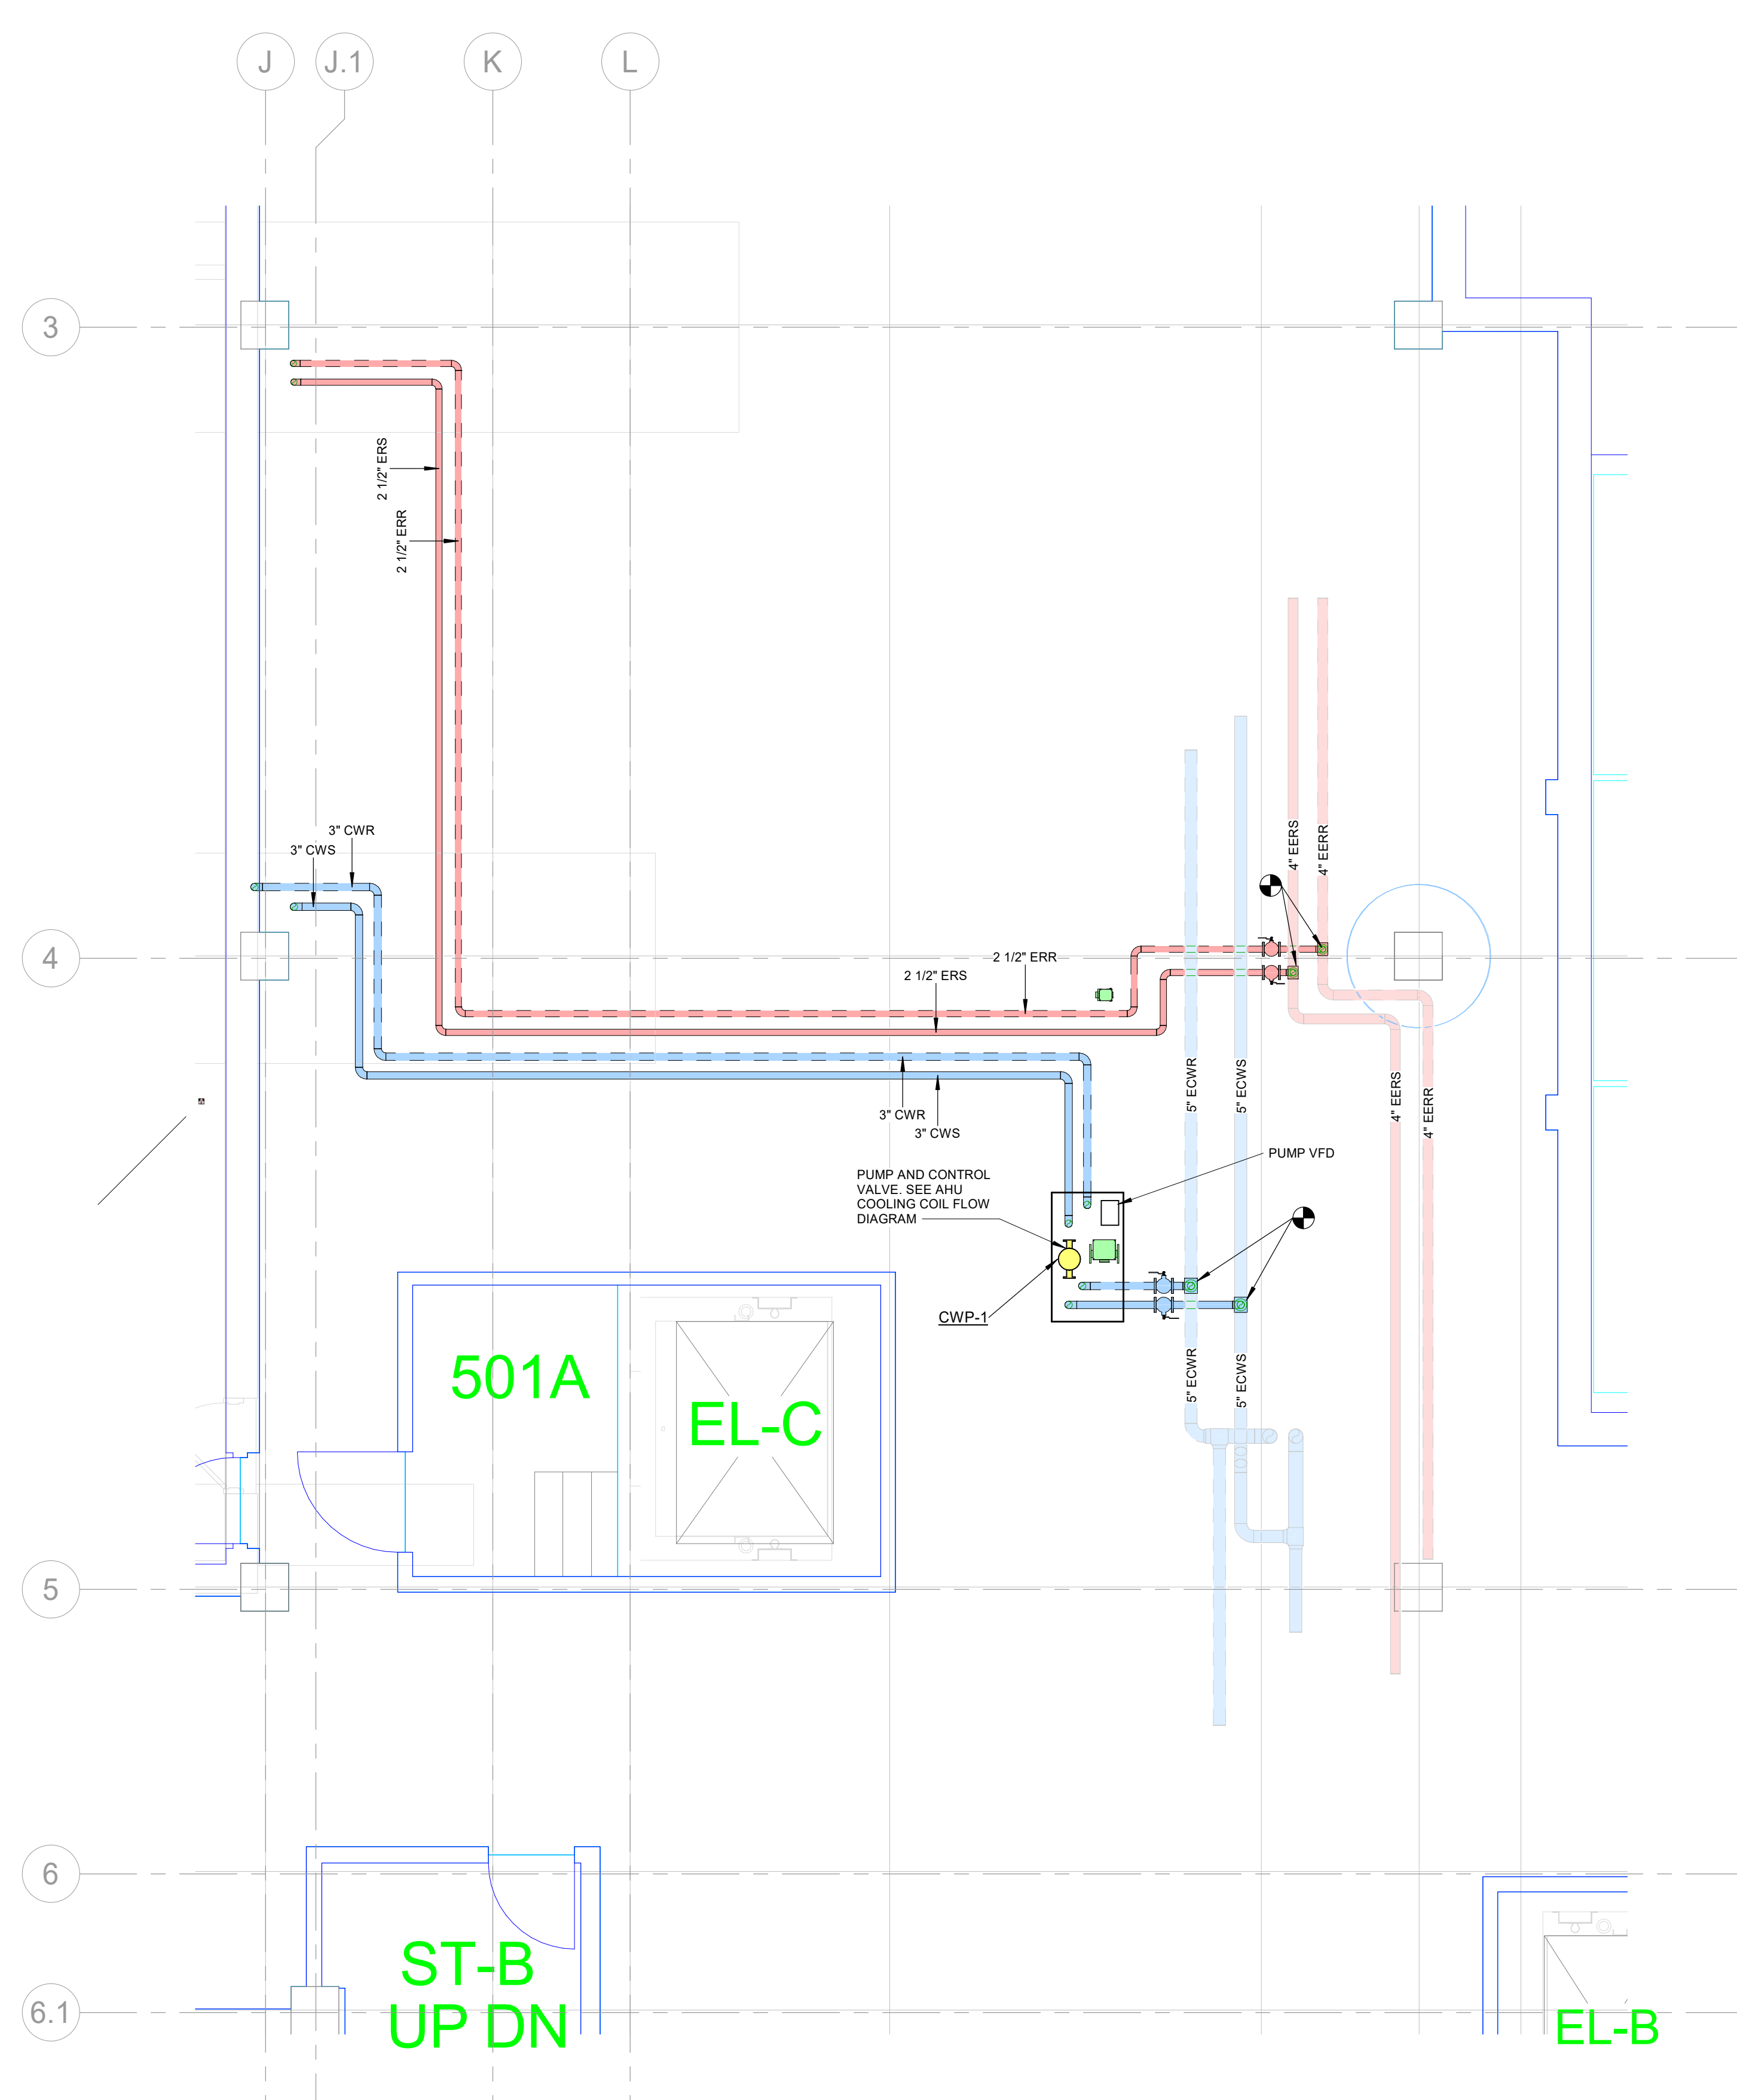 J
J.1
K
L
3
2 1/2" ERS
2 1/2" ERR
3" CWR
3" CWS
4" EERS
4" EERR
4
2 1/2" ERR
2 1/2" ERS
5" ECWR
5" ECWS
4" EERS
4" EERR
3" CWR
3" CWS
PUMP VFD
PUMP AND CONTROL
VALVE. SEE AHU
COOLING COIL FLOW
DIAGRAM
CWP-1
501A
EL-C
5" ECWR
5" ECWS
5
6
ST-B
UP DN
6.1
EL-B